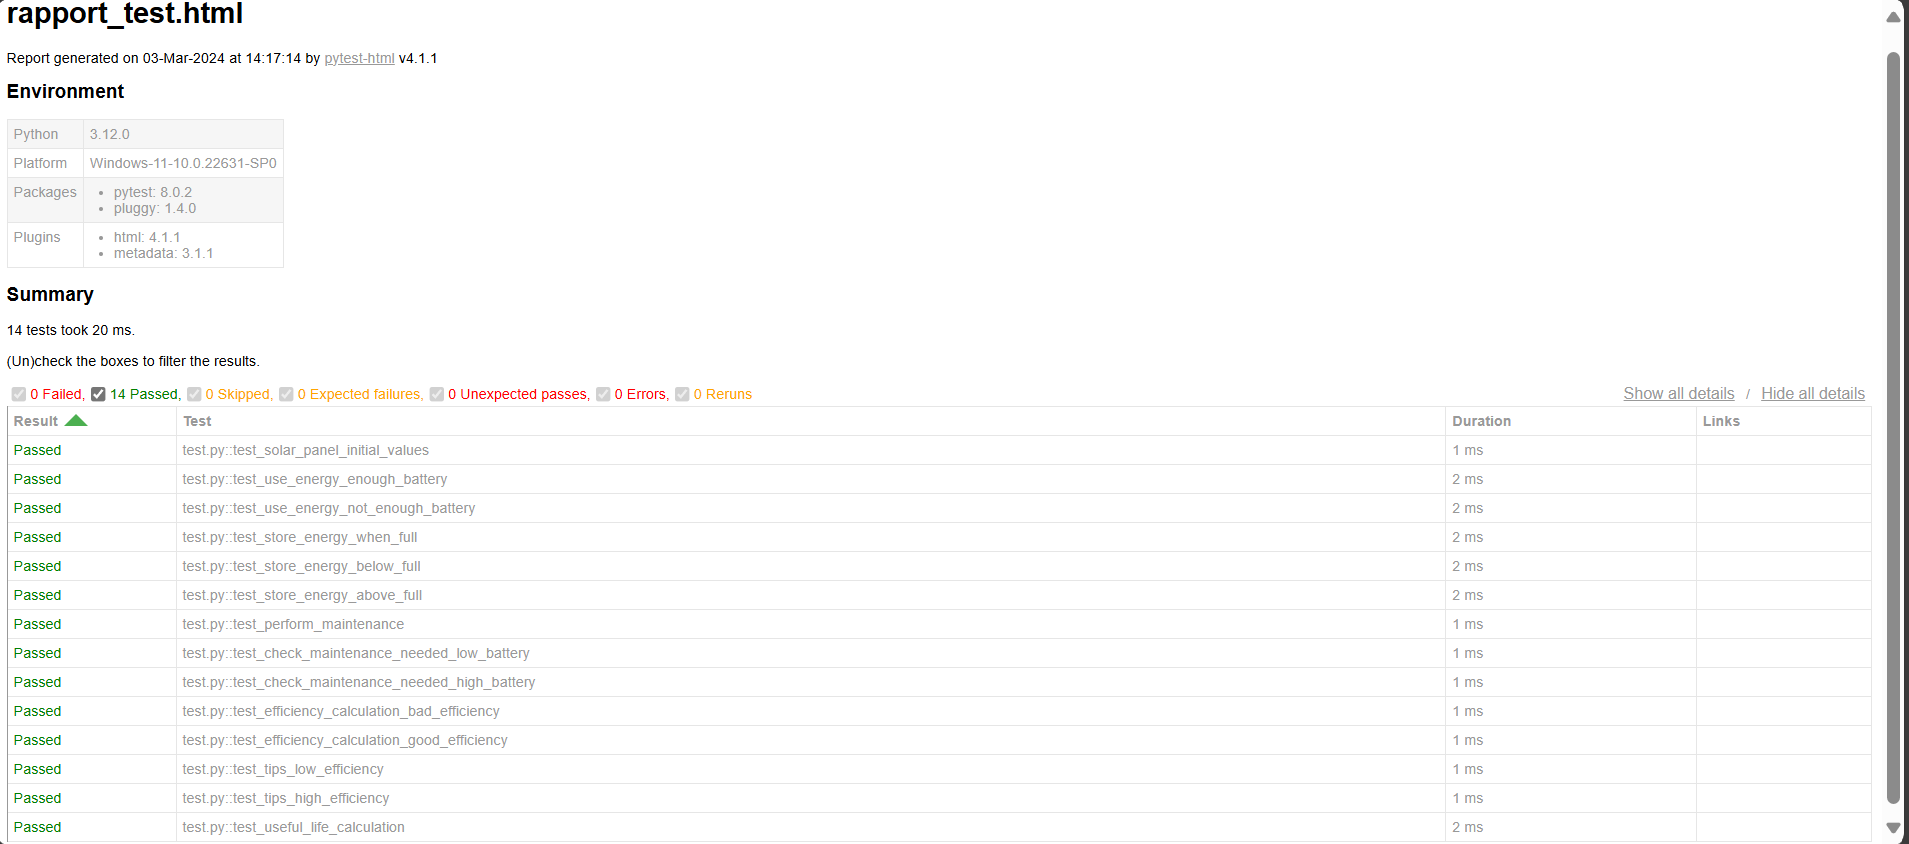 rapport_test.html
Report generated on 03-Mar-2024 at 14:17:14 by pytest-html v4.1.1
Environment
Python 3.12.0
Platform Windows-11-10.0.22631-SP0
Packages • pytest: 8.0.2
• pluggy: 1.4.0
Plugins • html: 4.1.1
• metadata: 3.1.1
Summary
14 tests took 20 ms.
(Un)check the boxes to filter the results.
0 Failed, 14 Passed, 0 Skipped, 0 Expected failures, 0 Unexpected passes, 0 Errors, 0 Reruns Show all details / Hide all details
Result Test Duration Links
Passed test.py::test_solar_panel_initial_values 1 ms
Passed test.py::test_use_energy_enough_battery 2 ms
Passed test.py::test_use_energy_not_enough_battery 2 ms
Passed test.py::test_store_energy_when_full 2 ms
Passed test.py::test_store_energy_below_full 2 ms
Passed test.py::test_store_energy_above_full 2 ms
Passed test.py::test_perform_maintenance 1 ms
Passed test.py::test_check_maintenance_needed_low_battery 1 ms
Passed test.py::test_check_maintenance_needed_high_battery 1 ms
Passed test.py::test_efficiency_calculation_bad_efficiency 1 ms
Passed test.py::test_efficiency_calculation_good_efficiency 1 ms
Passed test.py::test_tips_low_efficiency 1 ms
Passed test.py::test_tips_high_efficiency 1 ms
Passed test.py::test_useful_life_calculation 2 ms